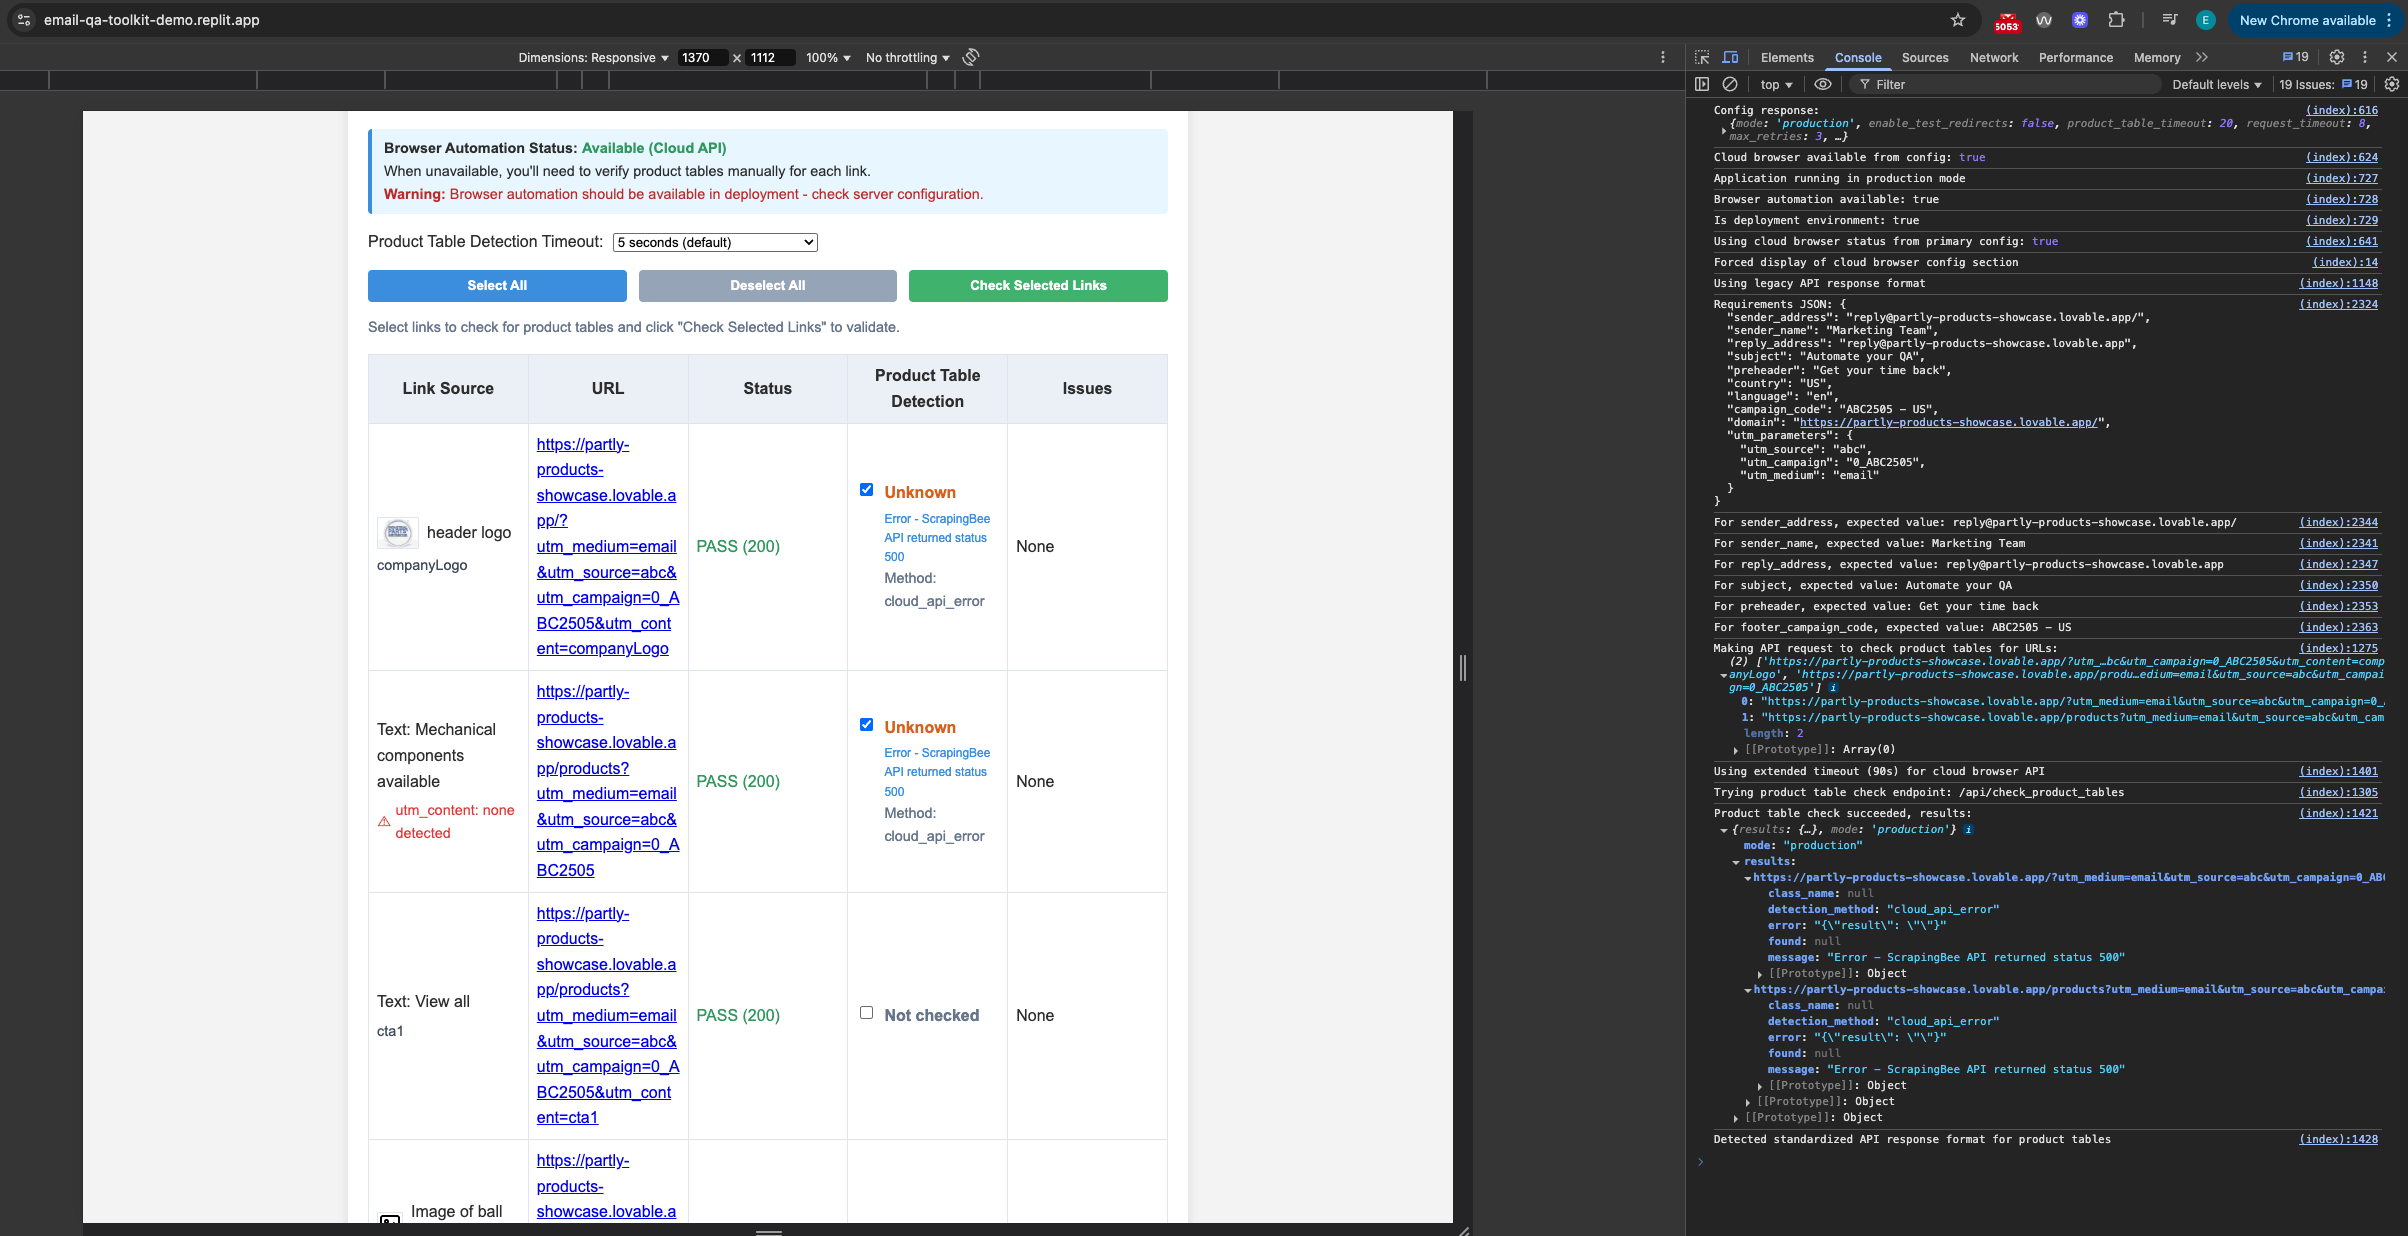 email-qa-toolkit-demo.replit.app
5053
E
New Chrome available
Dimensions: Responsive
1370
×
1112
100%
No throttling
Browser Automation Status: Available (Cloud API)
When unavailable, you'll need to verify product tables manually for each link.
Warning: Browser automation should be available in deployment - check server configuration.
Product Table Detection Timeout:
5 seconds (default)
Select All
Deselect All
Check Selected Links
Select links to check for product tables and click "Check Selected Links" to validate.
Link Source
URL
Status
Product Table
Detection
Issues
header logo
companyLogo
https://partly-
products-
showcase.lovable.a
pp/?
utm_medium=email
&utm_source=abc&
utm_campaign=0_A
BC2505&utm_cont
ent=companyLogo
PASS (200)
Unknown
Error - ScrapingBee
API returned status
500
Method:
cloud_api_error
None
Text: Mechanical
components
available
utm_content: none
detected
https://partly-
products-
showcase.lovable.a
pp/products?
utm_medium=email
&utm_source=abc&
utm_campaign=0_A
BC2505
PASS (200)
Unknown
Error - ScrapingBee
API returned status
500
Method:
cloud_api_error
None
Text: View all
cta1
https://partly-
products-
showcase.lovable.a
pp/products?
utm_medium=email
&utm_source=abc&
utm_campaign=0_A
BC2505&utm_cont
ent=cta1
PASS (200)
Not checked
None
Image of ball
https://partly-
products-
showcase.lovable.a
Elements
Console
Sources
Network
Performance
Memory
19
top
Filter
Default levels
19 Issues:
19
Config response: (index):616
{mode: 'production', enable_test_redirects: false, product_table_timeout: 20, request_timeout: 8,
max_retries: 3, …}
Cloud browser available from config: true (index):624
Application running in production mode (index):727
Browser automation available: true (index):728
Is deployment environment: true (index):729
Using cloud browser status from primary config: true (index):641
Forced display of cloud browser config section (index):14
Using legacy API response format (index):1148
Requirements JSON: { (index):2324
"sender_address": "reply@partly-products-showcase.lovable.app/",
"sender_name": "Marketing Team",
"reply_address": "reply@partly-products-showcase.lovable.app",
"subject": "Automate your QA",
"preheader": "Get your time back",
"country": "US",
"language": "en",
"campaign_code": "ABC2505 – US",
"domain": "https://partly-products-showcase.lovable.app/",
"utm_parameters": {
"utm_source": "abc",
"utm_campaign": "0_ABC2505",
"utm_medium": "email"
}
}
For sender_address, expected value: reply@partly-products-showcase.lovable.app/ (index):2344
For sender_name, expected value: Marketing Team (index):2341
For reply_address, expected value: reply@partly-products-showcase.lovable.app (index):2347
For subject, expected value: Automate your QA (index):2350
For preheader, expected value: Get your time back (index):2353
For footer_campaign_code, expected value: ABC2505 – US (index):2363
Making API request to check product tables for URLs: (index):1275
(2) ['https://partly-products-showcase.lovable.app/?utm_…bc&utm_campaign=0_ABC2505&utm_content=comp
anyLogo', 'https://partly-products-showcase.lovable.app/produ…edium=email&utm_source=abc&utm_campai
gn=0_ABC2505']
0: "https://partly-products-showcase.lovable.app/?utm_medium=email&utm_source=abc&utm_campaign=0_
1: "https://partly-products-showcase.lovable.app/products?utm_medium=email&utm_source=abc&utm_cam
length: 2
[[Prototype]]: Array(0)
Using extended timeout (90s) for cloud browser API (index):1401
Trying product table check endpoint: /api/check_product_tables (index):1305
Product table check succeeded, results: (index):1421
{results: {…}, mode: 'production'}
mode: "production"
results:
https://partly-products-showcase.lovable.app/?utm_medium=email&utm_source=abc&utm_campaign=0_AB
class_name: null
detection_method: "cloud_api_error"
error: "{\"result\": \"\"}"
found: null
message: "Error – ScrapingBee API returned status 500"
[[Prototype]]: Object
https://partly-products-showcase.lovable.app/products?utm_medium=email&utm_source=abc&utm_campa
class_name: null
detection_method: "cloud_api_error"
error: "{\"result\": \"\"}"
found: null
message: "Error – ScrapingBee API returned status 500"
[[Prototype]]: Object
[[Prototype]]: Object
[[Prototype]]: Object
Detected standardized API response format for product tables (index):1428